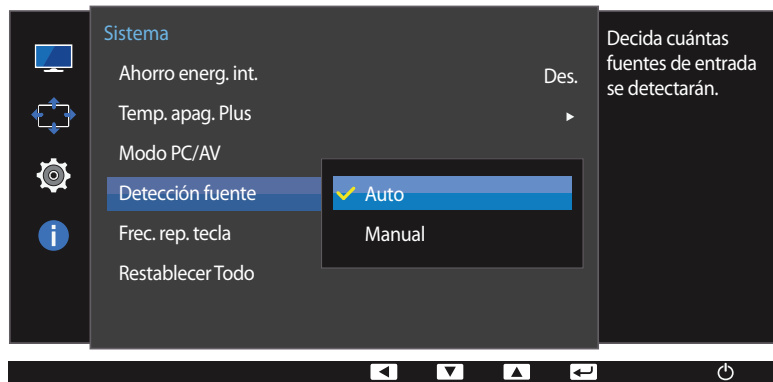 Sistema
Ahorro energ. int. Des.
Temp. apag. Plus
Modo PC/AV
Detección fuente
Auto
Frec. rep. tecla
Manual
Restablecer Todo
Decida cuántas
fuentes de entrada
se detectarán.